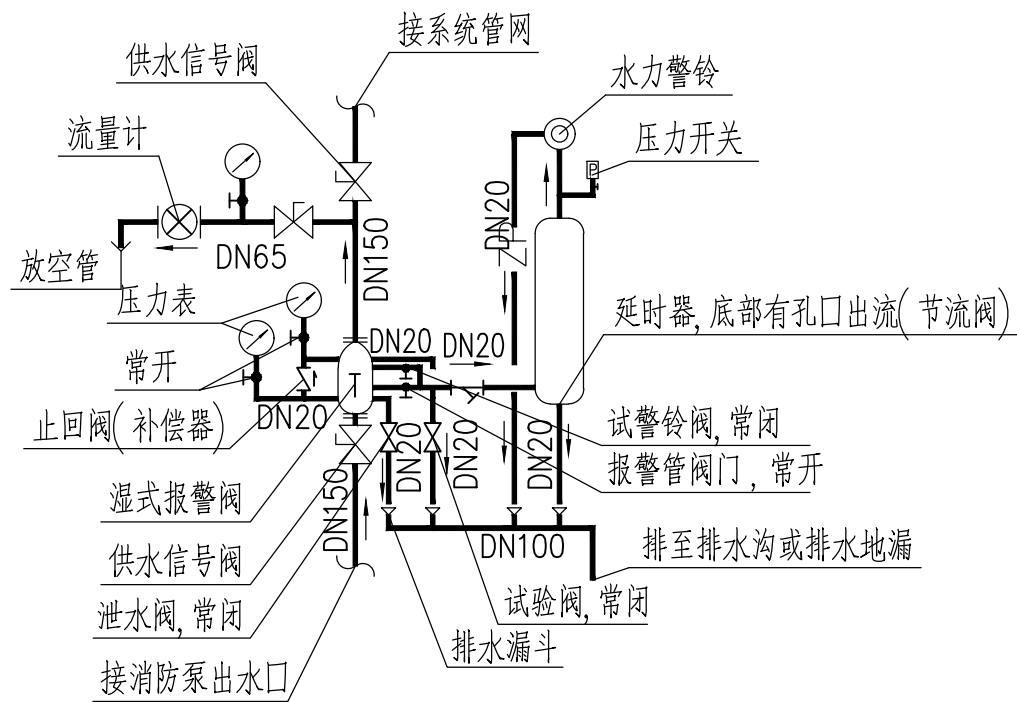 接系统管网
供水信号阀
水力警铃
流量计
压力开关
P
DN20
DN150
DN65
放空管
压力表
延时器,底部有孔口出流(节流阀)
DN20
DN20
常开
DN20
止回阀(补偿器)
试警铃阀,常闭
DN20
DN20
DN20
报警管阀门,常开
湿式报警阀
DN150
DN100
排至排水沟或排水地漏
供水信号阀
泄水阀,常闭
试验阀,常闭
排水漏斗
接消防泵出水口